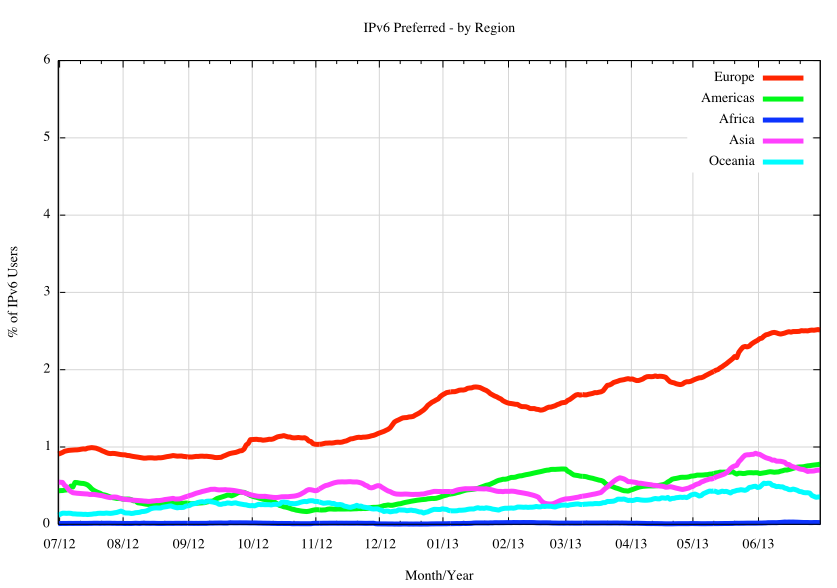 IPv6 Preferred - by Region
6
5
4
3
2
1
0
% of IPv6 Users
Europe
Americas
Africa
Asia
Oceania
07/12 08/12 09/12 10/12 11/12 12/12 01/13 02/13 03/13 04/13 05/13 06/13
Month/Year